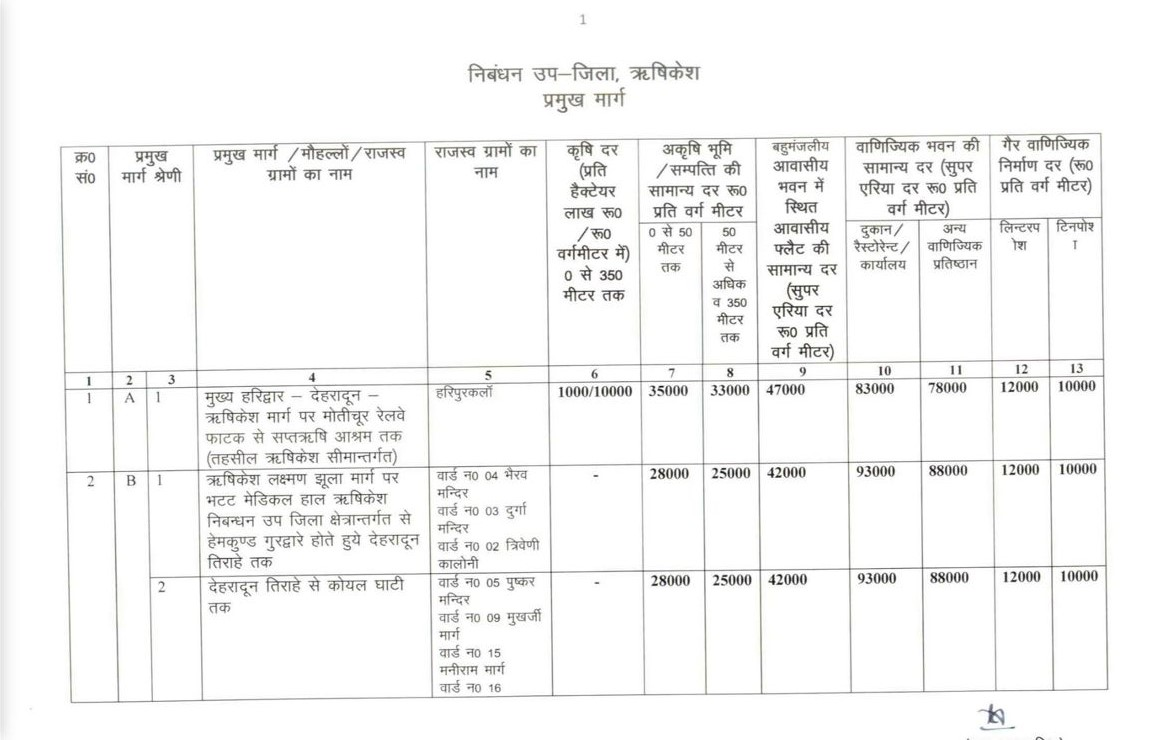 1
निबंधन उप–जिला, ऋषिकेश
प्रमुख मार्ग
क्र0 सं0
प्रमुख मार्ग श्रेणी
प्रमुख मार्ग /मौहल्लों/राजस्व ग्रामों का नाम
राजस्व ग्रामों का नाम
कृषि दर (प्रति हैक्टेयर लाख रू0 /रू0 वर्गमीटर में) 0 से 350 मीटर तक
अकृषि भूमि /सम्पत्ति की सामान्य दर रू0 प्रति वर्ग मीटर
0 से 50 मीटर तक
50 मीटर से अधिक व 350 मीटर तक
बहुमंजलीय आवासीय भवन में स्थित आवासीय फ्लैट की सामान्य दर (सुपर एरिया दर रू0 प्रति वर्ग मीटर)
वाणिज्यिक भवन की सामान्य दर (सुपर एरिया दर रू0 प्रति वर्ग मीटर)
दुकान/ रैस्टोरेन्ट/ कार्यालय
अन्य वाणिज्यिक प्रतिष्ठान
गैर वाणिज्यिक निर्माण दर (रू0 प्रति वर्ग मीटर)
लिन्टरपोश
टिनपोश
1 2 3 4 5 6 7 8 9 10 11 12 13
1 A 1
मुख्य हरिद्वार – देहरादून –
ऋषिकेश मार्ग पर मोतीचूर रेलवे
फाटक से सप्तऋषि आश्रम तक
(तहसील ऋषिकेश सीमान्तर्गत)
हरिपुरकलॉ
1000/10000 35000 33000 47000 83000 78000 12000 10000
2 B 1
ऋषिकेश लक्ष्मण झूला मार्ग पर
भटट मेडिकल हाल ऋषिकेश
निबन्धन उप जिला क्षेत्रान्तर्गत से
हेमकुण्ड गुरद्वारे होते हुये देहरादून
तिराहे तक
वार्ड न0 04 भैरव
मन्दिर
वार्ड न0 03 दुर्गा
मन्दिर
वार्ड न0 02 त्रिवेणी
कालोनी
- 28000 25000 42000 93000 88000 12000 10000
2
देहरादून तिराहे से कोयल घाटी
तक
वार्ड न0 05 पुष्कर
मन्दिर
वार्ड न0 09 मुखर्जी
मार्ग
वार्ड न0 15
मनीराम मार्ग
वार्ड न0 16
- 28000 25000 42000 93000 88000 12000 10000